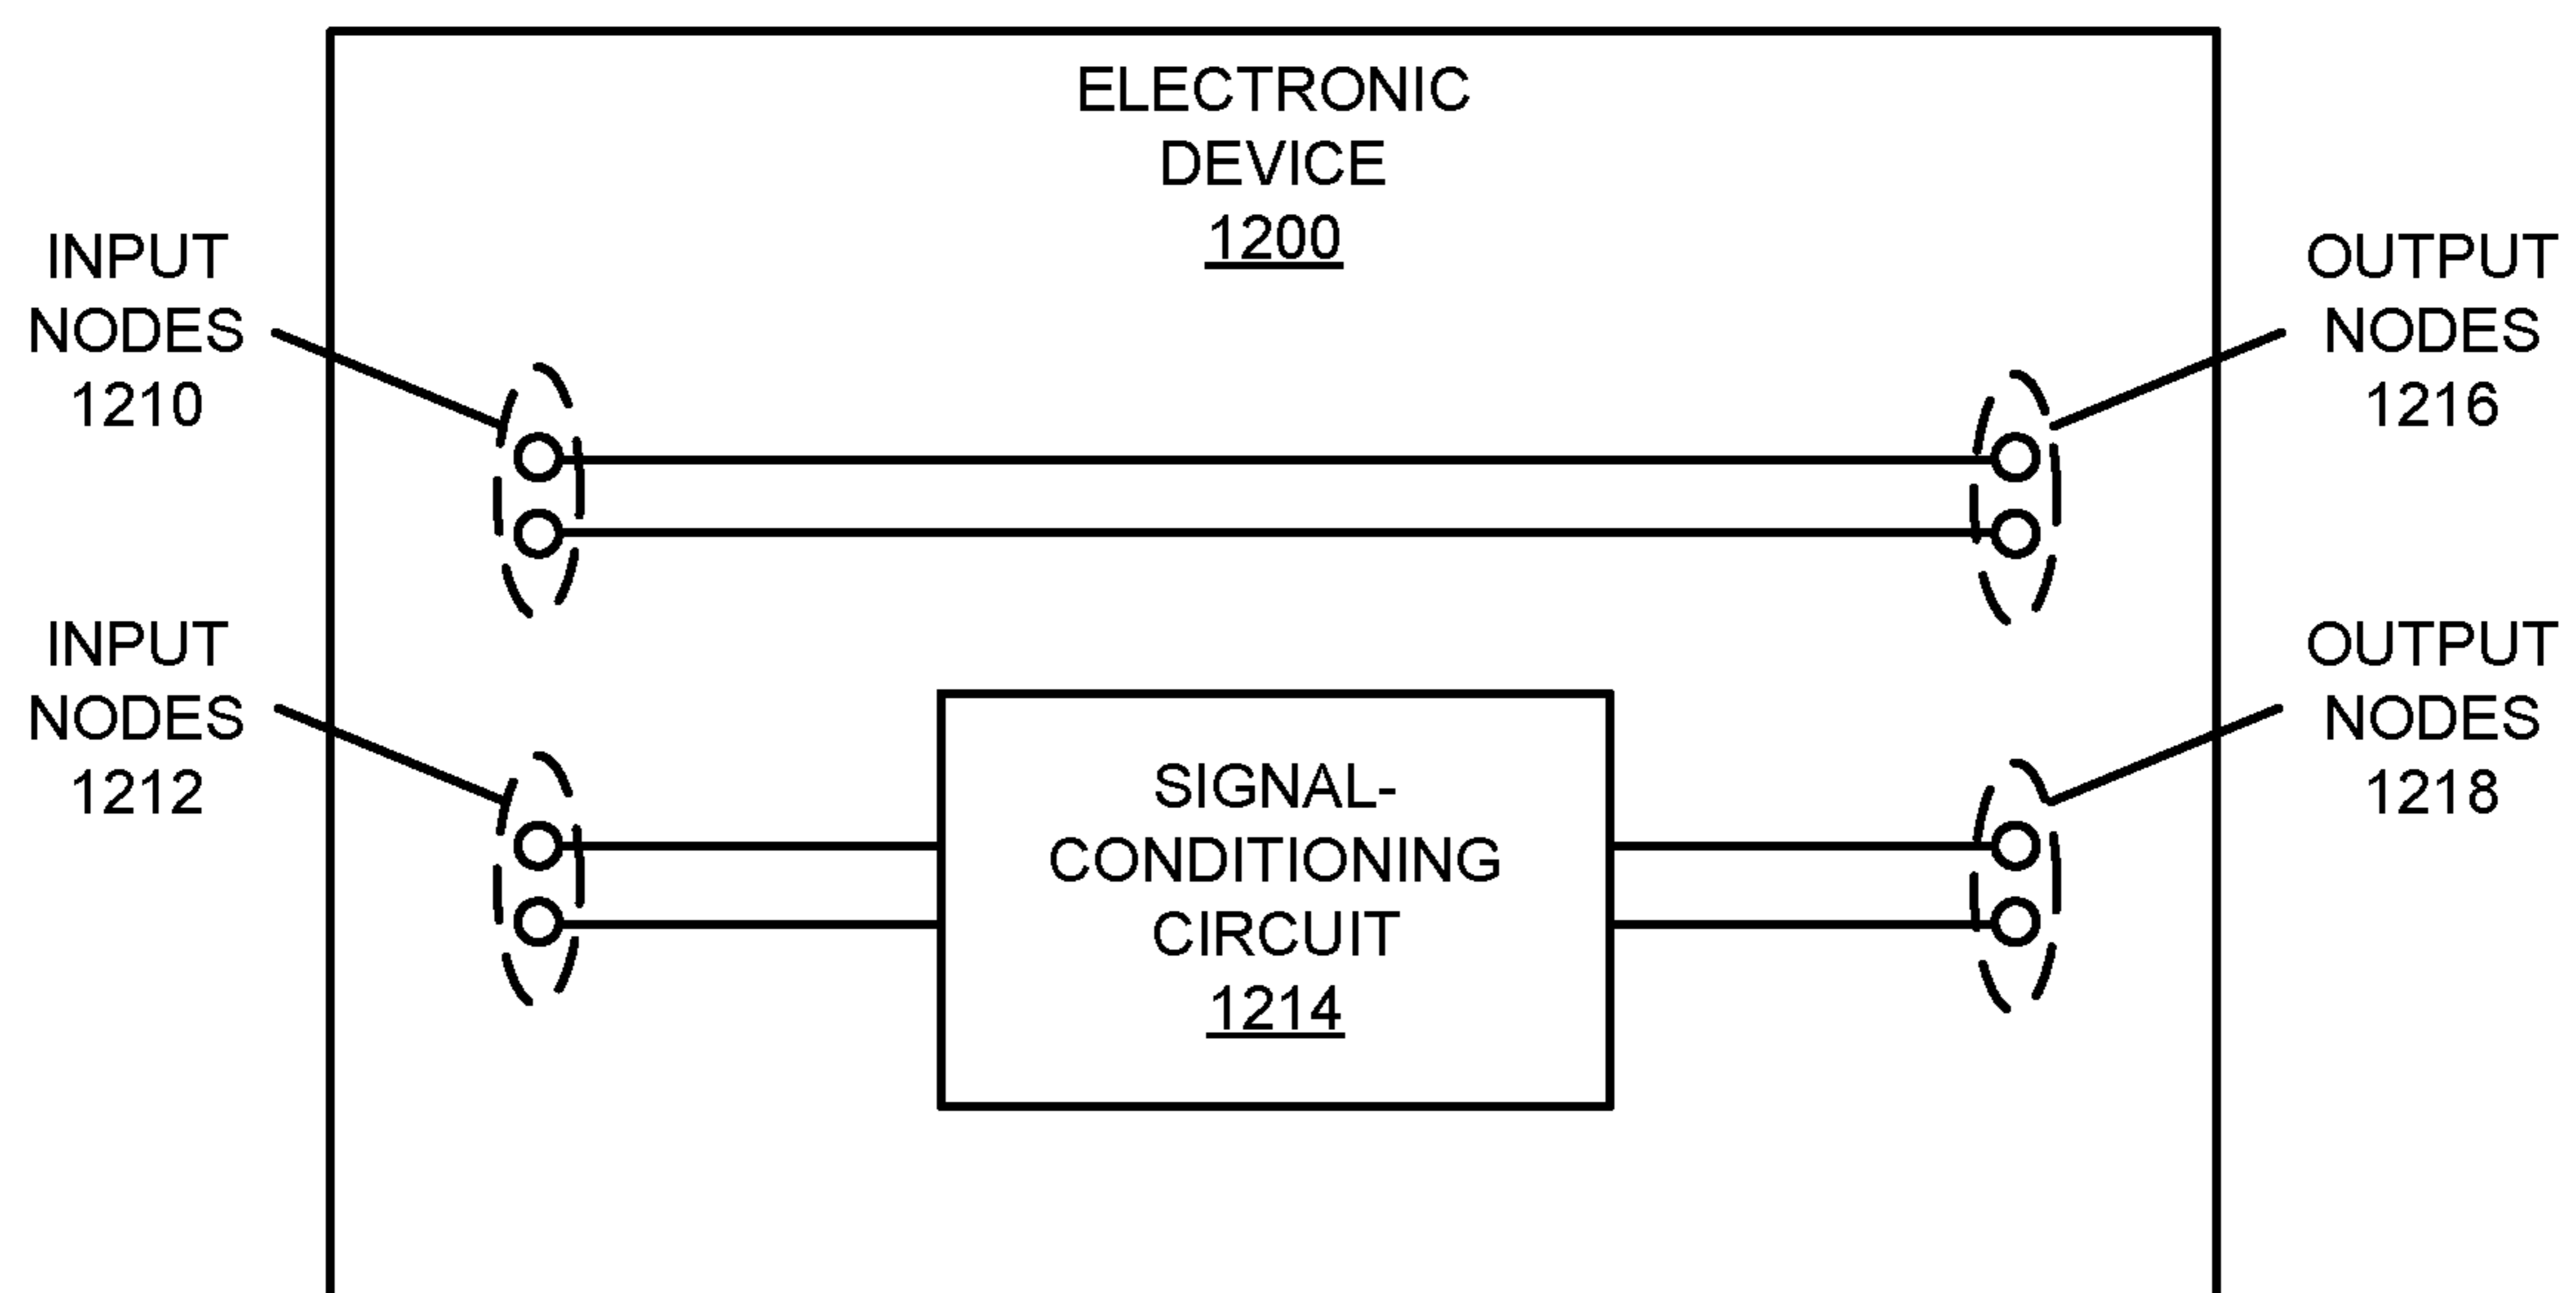 ELECTRONIC
DEVICE
1200
INPUT
NODES
1210
OUTPUT
NODES
1216
INPUT
NODES
1212
SIGNAL-
CONDITIONING
CIRCUIT
1214
OUTPUT
NODES
1218